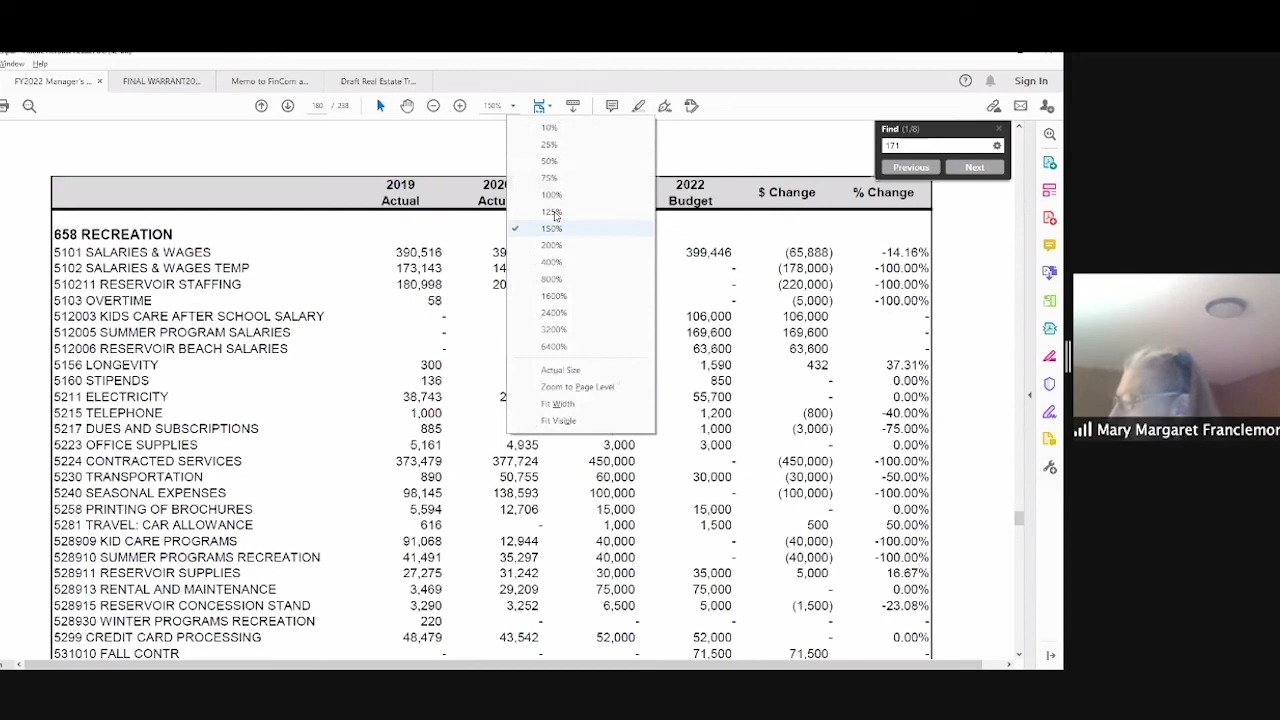 Window Help
FY2022 Manager's ... × FINAL WARRANT20... Memo to FinCom a... Draft Real Estate Tr... Sign In
180 / 233 150%
Find (1/8)
171
Previous Next
10%
25%
50%
75%
100%
125%
150%
200%
400%
800%
1600%
2400%
3200%
6400%
Actual Size
Zoom to Page Level
Fit Width
Fit Visible
2019 Actual 2022 Budget $ Change % Change
658 RECREATION
5101 SALARIES & WAGES 390,516 39 399,446 (65,888) -14.16%
5102 SALARIES & WAGES TEMP 173,143 14 - (178,000) -100.00%
510211 RESERVOIR STAFFING 180,998 20 - (220,000) -100.00%
5103 OVERTIME 58 - (5,000) -100.00%
512003 KIDS CARE AFTER SCHOOL SALARY - 106,000 106,000
512005 SUMMER PROGRAM SALARIES - 169,600 169,600
512006 RESERVOIR BEACH SALARIES - 63,600 63,600
5156 LONGEVITY 300 1,590 432 37.31%
5160 STIPENDS 136 850 - 0.00%
5211 ELECTRICITY 38,743 2 55,700 - 0.00%
5215 TELEPHONE 1,000 1,200 (800) -40.00%
5217 DUES AND SUBSCRIPTIONS 885 1,000 (3,000) -75.00%
5223 OFFICE SUPPLIES 5,161 4,935 3,000 3,000 - 0.00%
5224 CONTRACTED SERVICES 373,479 377,724 450,000 - (450,000) -100.00%
5230 TRANSPORTATION 890 50,755 60,000 30,000 (30,000) -50.00%
5240 SEASONAL EXPENSES 98,145 138,593 100,000 - (100,000) -100.00%
5258 PRINTING OF BROCHURES 5,594 12,706 15,000 15,000 - 0.00%
5281 TRAVEL: CAR ALLOWANCE 616 - 1,000 1,500 500 50.00%
528909 KID CARE PROGRAMS 91,068 12,944 40,000 - (40,000) -100.00%
528910 SUMMER PROGRAMS RECREATION 41,491 35,297 40,000 - (40,000) -100.00%
528911 RESERVOIR SUPPLIES 27,275 31,242 30,000 35,000 5,000 16.67%
528913 RENTAL AND MAINTENANCE 3,469 29,209 75,000 75,000 - 0.00%
528915 RESERVOIR CONCESSION STAND 3,290 3,252 6,500 5,000 (1,500) -23.08%
528930 WINTER PROGRAMS RECREATION 220 - - - - -
5299 CREDIT CARD PROCESSING 48,479 43,542 52,000 52,000 - 0.00%
531010 FALL CONTR - - - 71,500 71,500 -
Mary Margaret Franclemon